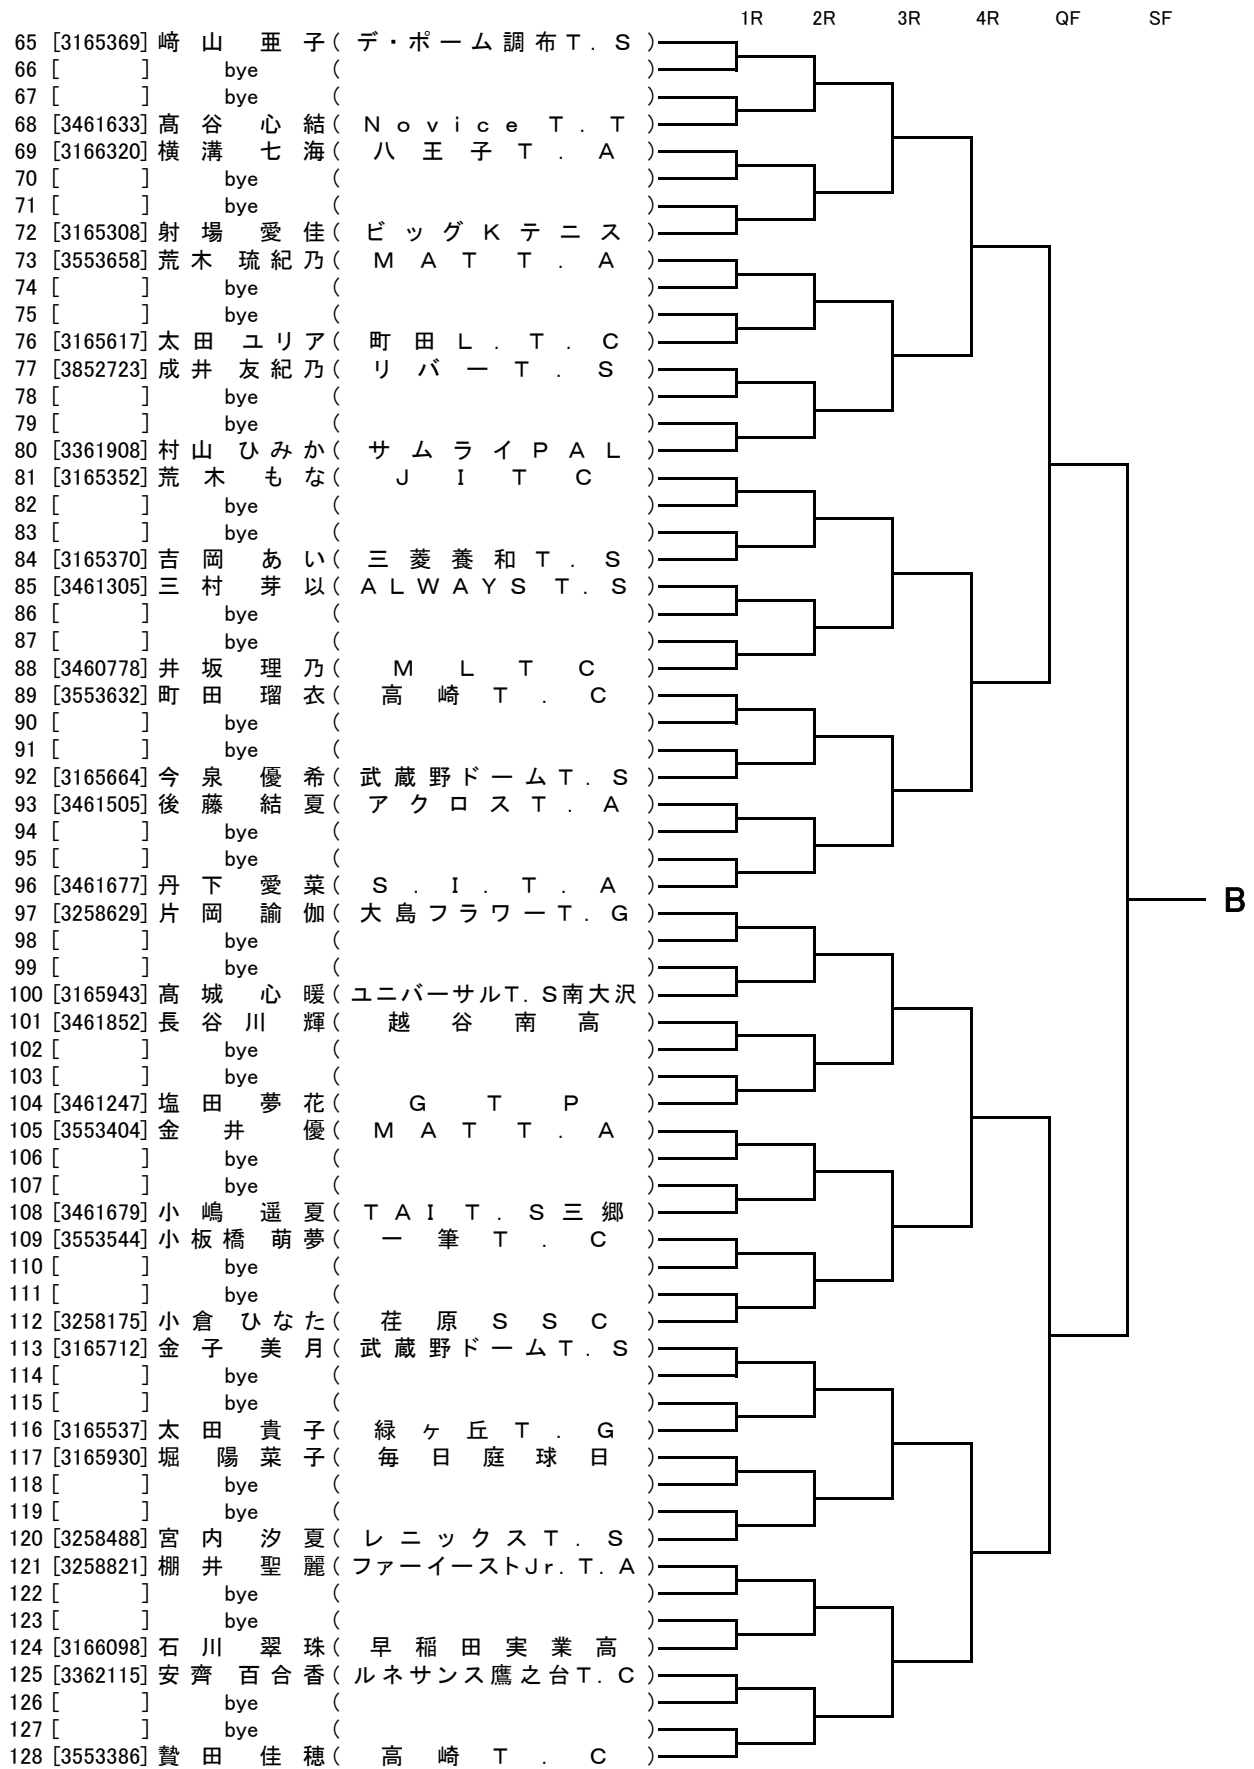 1R 2R 3R 4R QF SF
65 [3165369] 﨑山 亜子 (デ・ポーム調布T.S)
66 [ ] bye ( )
67 [ ] bye ( )
68 [3461633] 髙谷 心結 (Novice T.T)
69 [3166320] 横溝 七海 (八王子T.A)
70 [ ] bye ( )
71 [ ] bye ( )
72 [3165308] 射場 愛佳 (ビッグKテニス)
73 [3553658] 荒木 琉紀乃 (MAT T.A)
74 [ ] bye ( )
75 [ ] bye ( )
76 [3165617] 太田 ユリア (町田L.T.C)
77 [3852723] 成井 友紀乃 (リバーT.S)
78 [ ] bye ( )
79 [ ] bye ( )
80 [3361908] 村山 ひみか (サムライPAL)
81 [3165352] 荒木 もな (JITC)
82 [ ] bye ( )
83 [ ] bye ( )
84 [3165370] 吉岡 あい (三菱養和T.S)
85 [3461305] 三村 芽以 (ALWAYS T.S)
86 [ ] bye ( )
87 [ ] bye ( )
88 [3460778] 井坂 理乃 (MLTC)
89 [3553632] 町田 瑠衣 (高崎T.C)
90 [ ] bye ( )
91 [ ] bye ( )
92 [3165664] 今泉 優希 (武蔵野ドームT.S)
93 [3461505] 後藤 結夏 (アクロスT.A)
94 [ ] bye ( )
95 [ ] bye ( )
96 [3461677] 丹下 愛菜 (S.I.T.A)
97 [3258629] 片岡 諭伽 (大島フラワーT.G)
B
98 [ ] bye ( )
99 [ ] bye ( )
100 [3165943] 髙城 心暖 (ユニバーサルT.S南大沢)
101 [3461852] 長谷川 輝 (越谷南高)
102 [ ] bye ( )
103 [ ] bye ( )
104 [3461247] 塩田 夢花 (GTP)
105 [3553404] 金井 優 (MAT T.A)
106 [ ] bye ( )
107 [ ] bye ( )
108 [3461679] 小嶋 遥夏 (TAI T.S三郷)
109 [3553544] 小板橋 萌夢 (一筆T.C)
110 [ ] bye ( )
111 [ ] bye ( )
112 [3258175] 小倉 ひなた (荏原SSC)
113 [3165712] 金子 美月 (武蔵野ドームT.S)
114 [ ] bye ( )
115 [ ] bye ( )
116 [3165537] 太田 貴子 (緑ヶ丘T.G)
117 [3165930] 堀 陽菜子 (毎日庭球日)
118 [ ] bye ( )
119 [ ] bye ( )
120 [3258488] 宮内 汐夏 (レニックスT.S)
121 [3258821] 棚井 聖麗 (ファーイーストJr.T.A)
122 [ ] bye ( )
123 [ ] bye ( )
124 [3166098] 石川 翠珠 (早稲田実業高)
125 [3362115] 安齊 百合香 (ルネサンス鷹之台T.C)
126 [ ] bye ( )
127 [ ] bye ( )
128 [3553386] 贄田 佳穂 (高崎T.C)